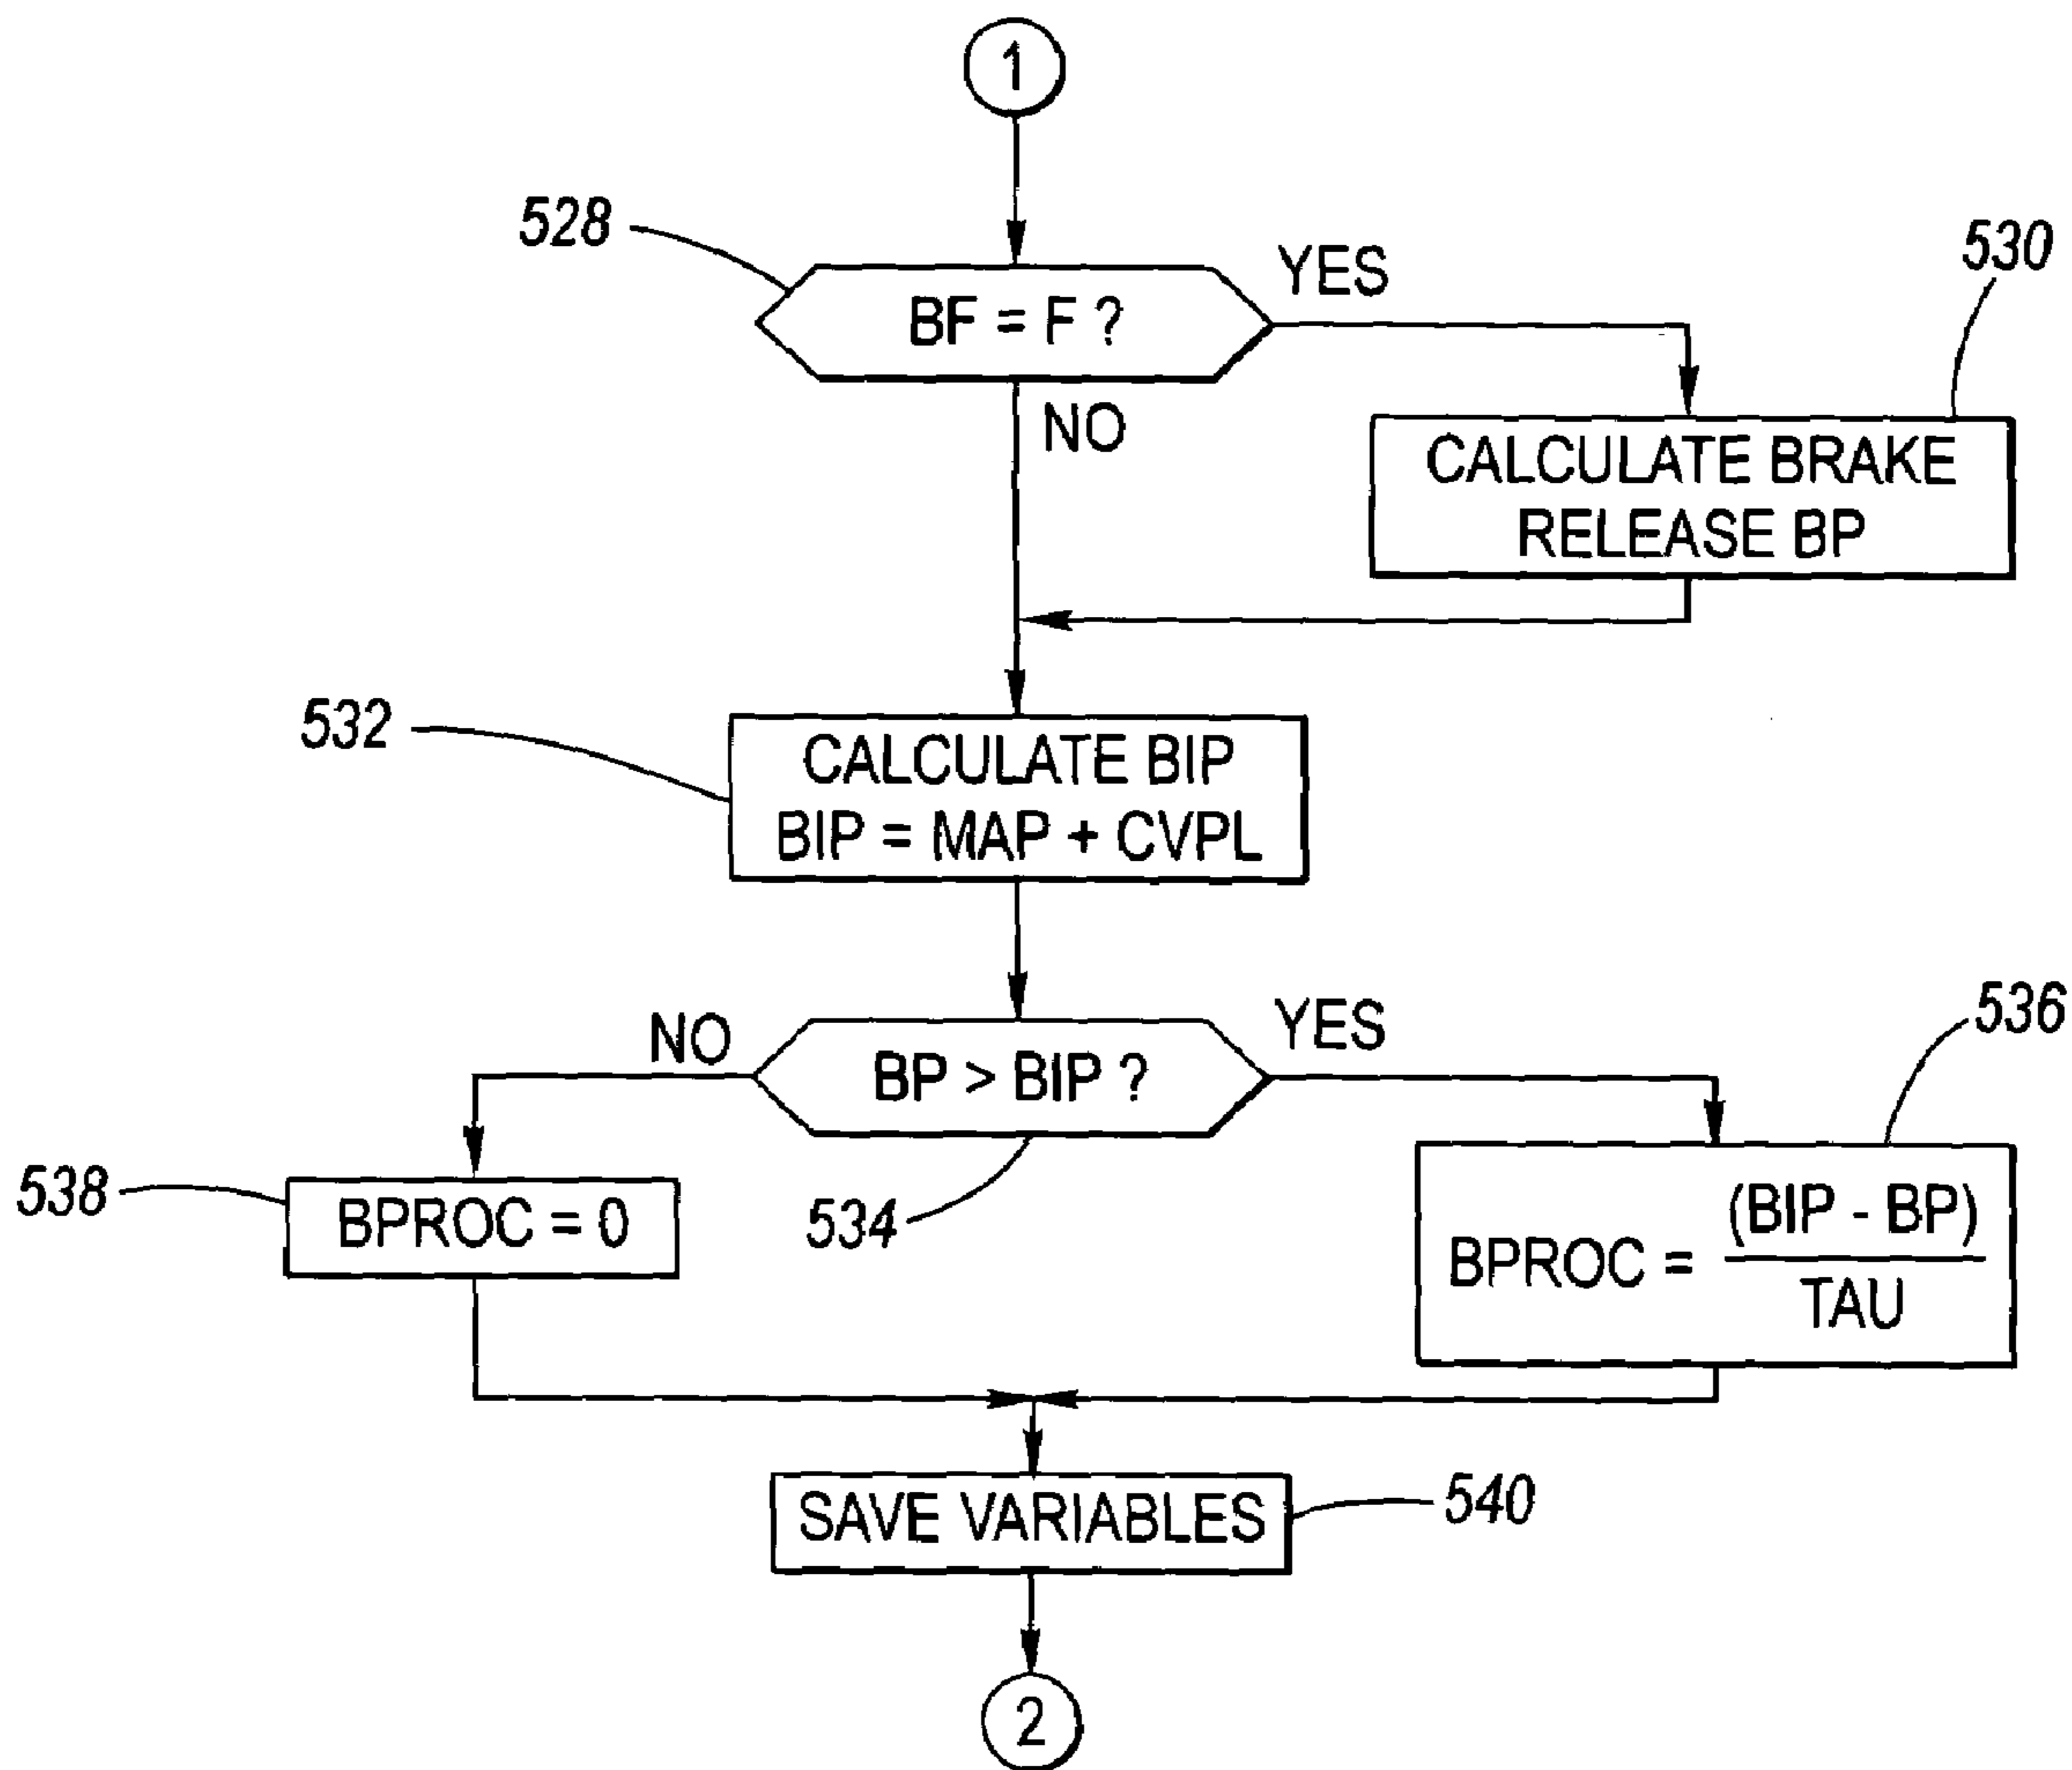 1
528
530
BF = F ?
YES
NO
CALCULATE BRAKE
RELEASE BP
532
CALCULATE BIP
BIP = MAP + CVPL
NO
YES
536
BP > BIP ?
534
538
BPROC = 0
BPROC = (BIP - BP)
TAU
SAVE VARIABLES
540
2